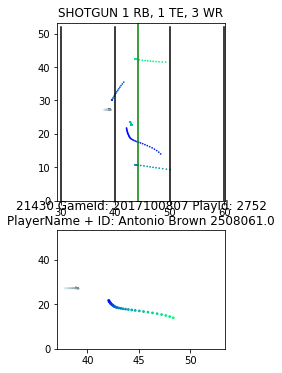 SHOTGUN 1 RB, 1 TE, 3 WR
50
40
30
20
10
0
30 40 50 60
21430 GameId: 2017100807 PlayId: 2752
PlayerName + ID: Antonio Brown 2508061.0
40
20
0
40 45 50